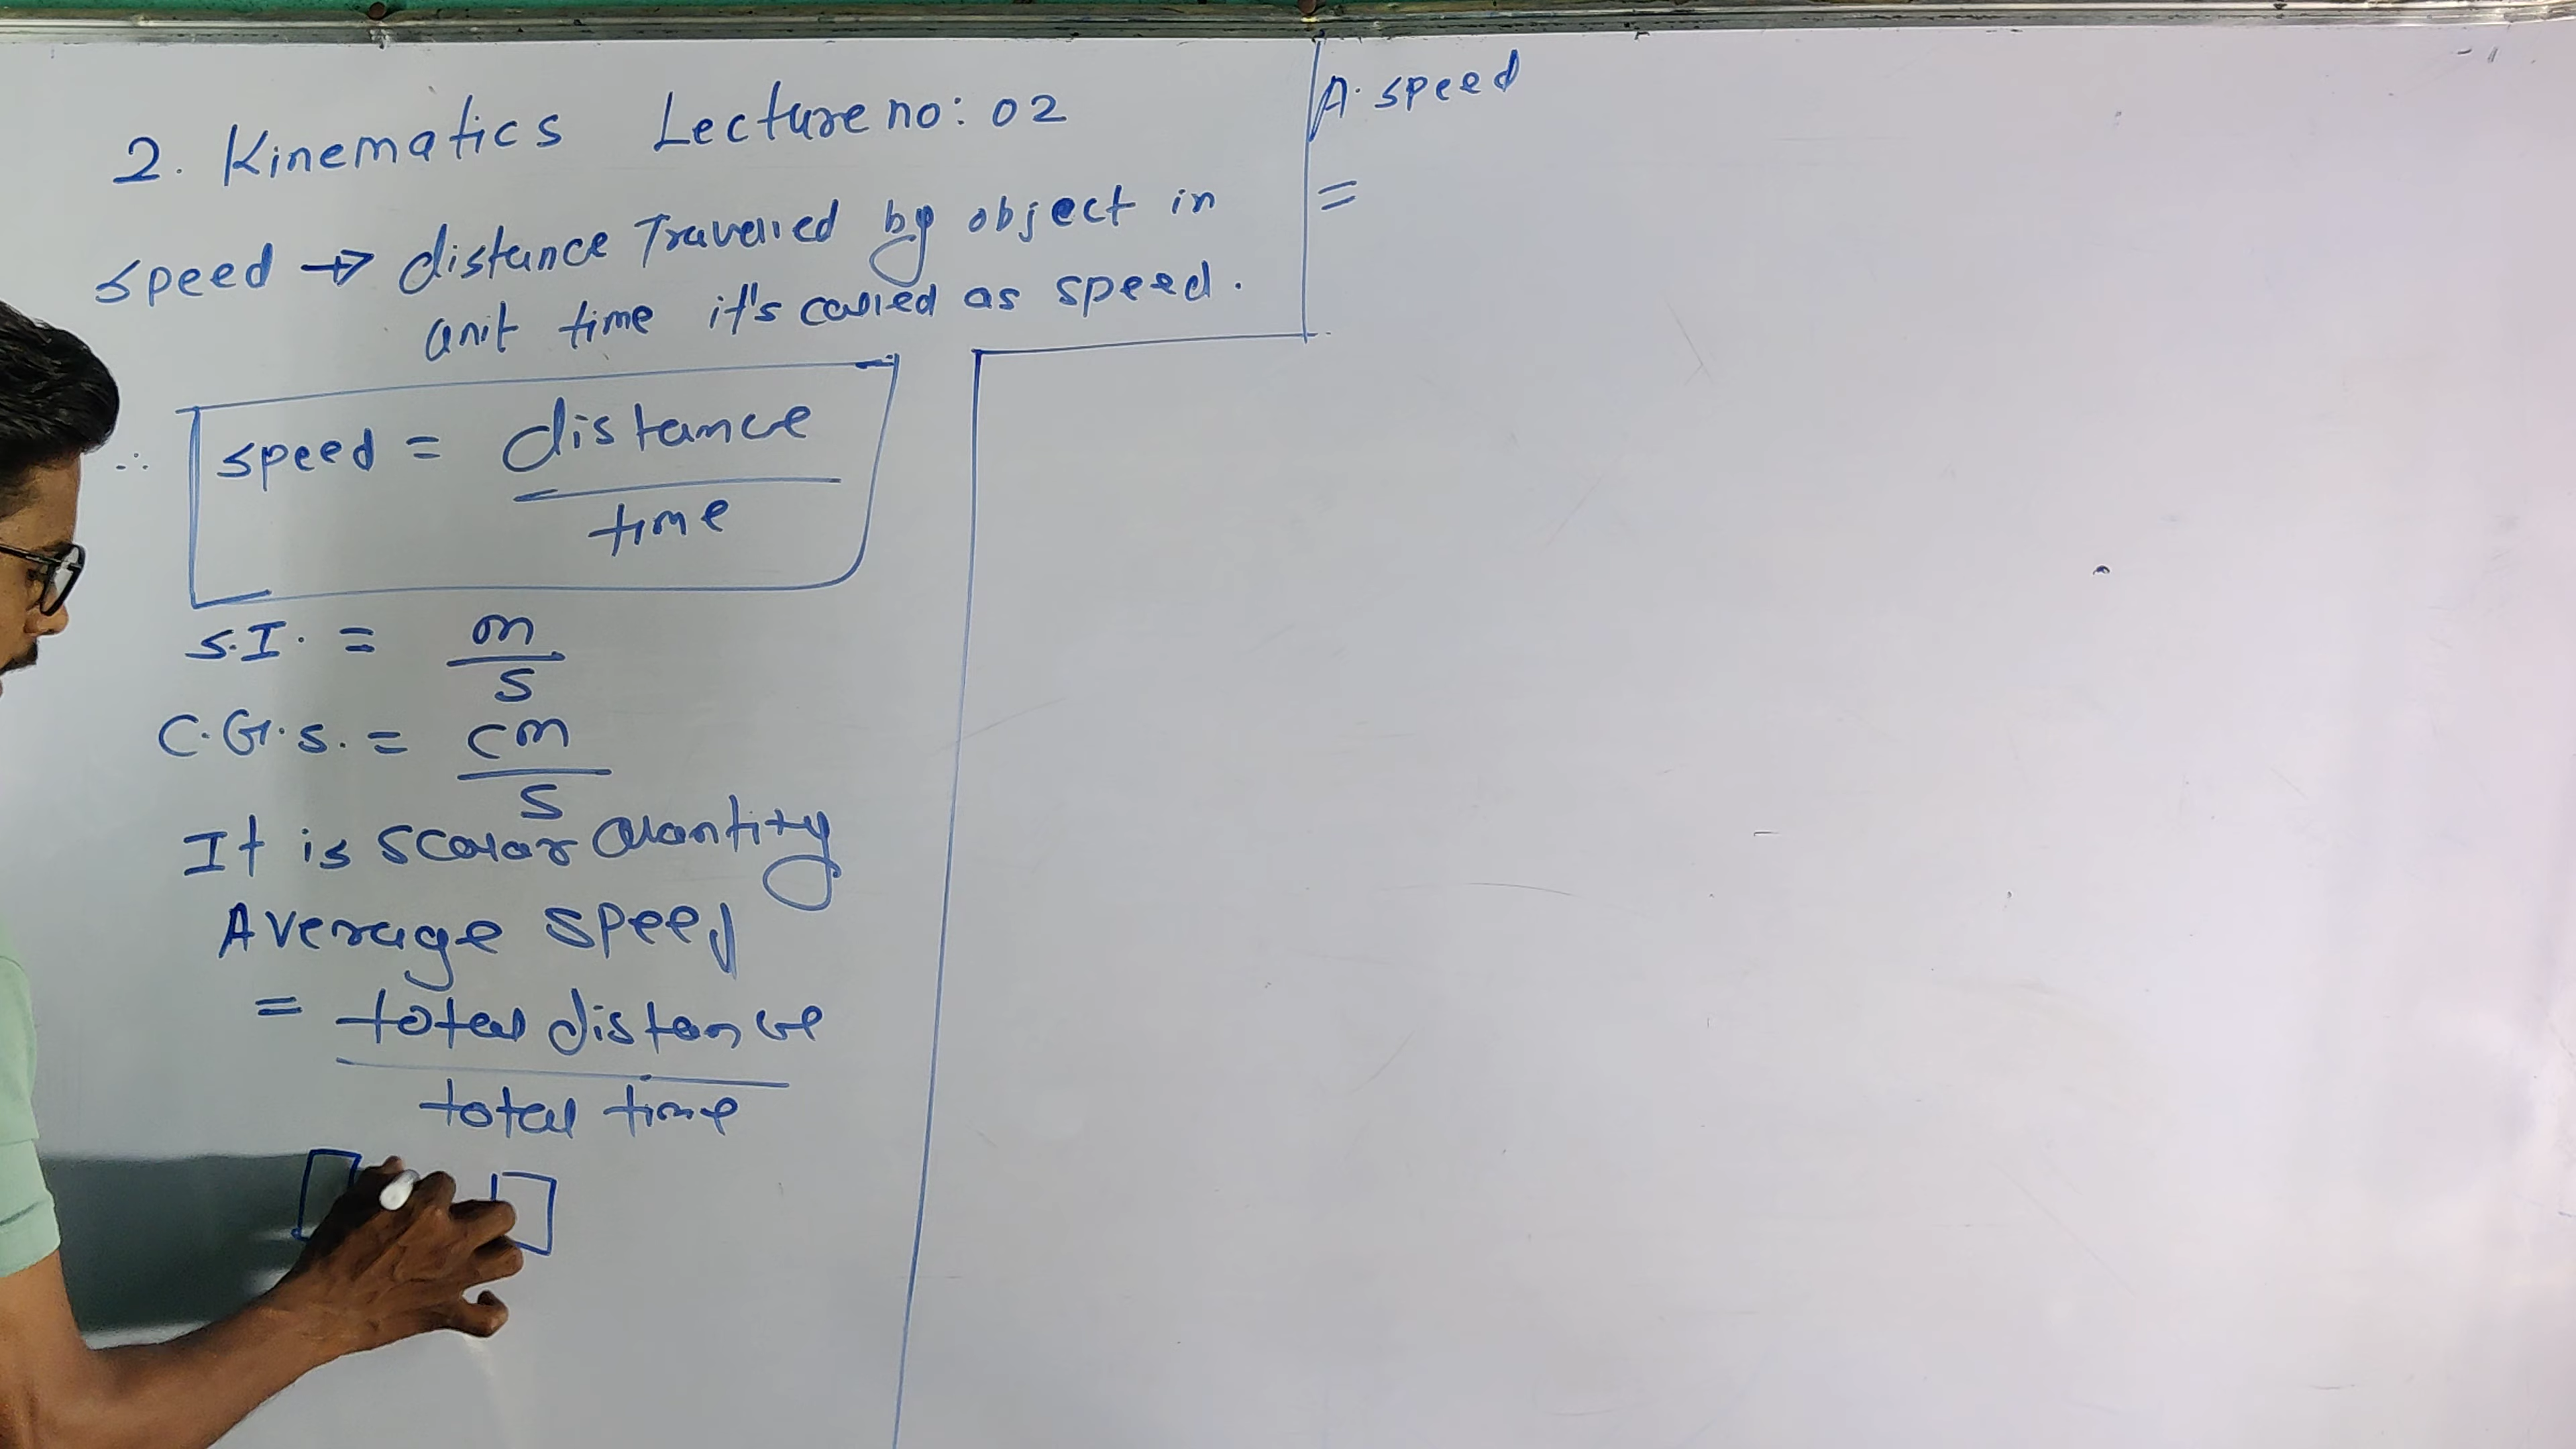 2. Kinematics Lecture no: 02
speed → distance Travelled by object in
unit time it's called as speed.
∴ speed = distance
time
S.I. = m
s
C.G.S. = cm
s
It is scalar Quantity
Average speed
= total distance
total time
A. speed
=